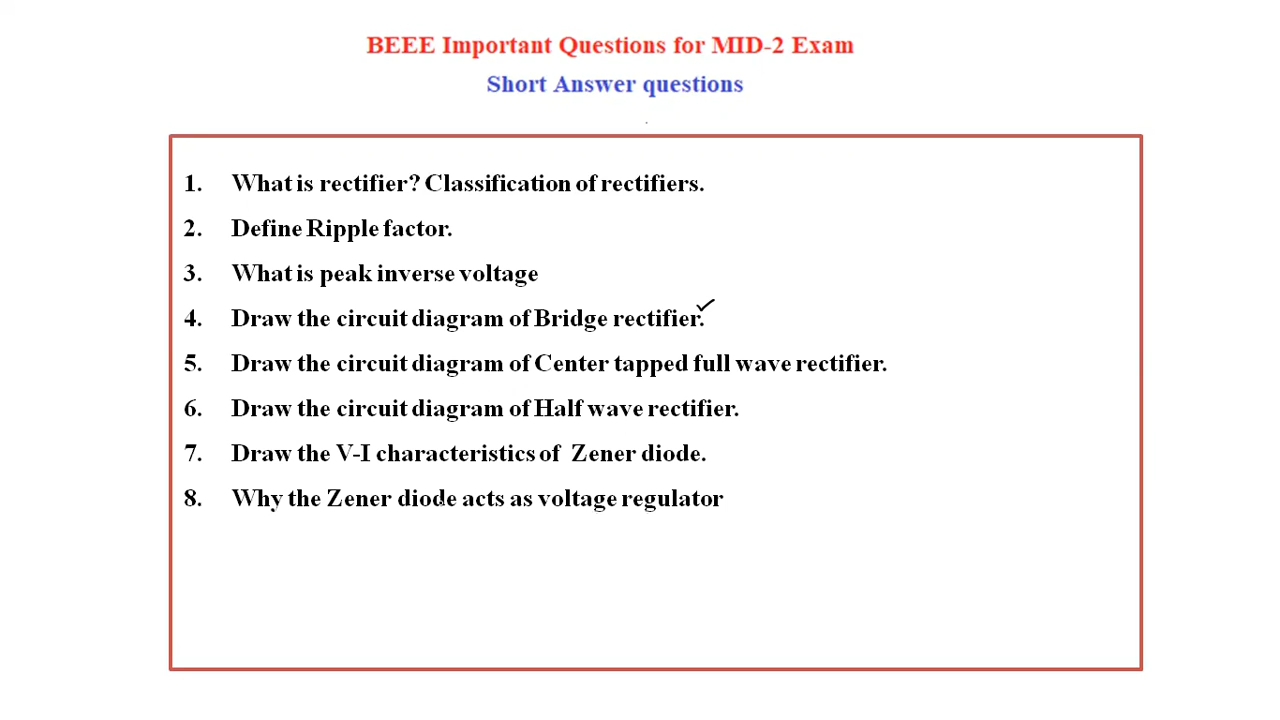 BEEE Important Questions for MID-2 Exam
Short Answer questions
1. What is rectifier? Classification of rectifiers.
2. Define Ripple factor.
3. What is peak inverse voltage
4. Draw the circuit diagram of Bridge rectifier.
5. Draw the circuit diagram of Center tapped full wave rectifier.
6. Draw the circuit diagram of Half wave rectifier.
7. Draw the V-I characteristics of Zener diode.
8. Why the Zener diode acts as voltage regulator